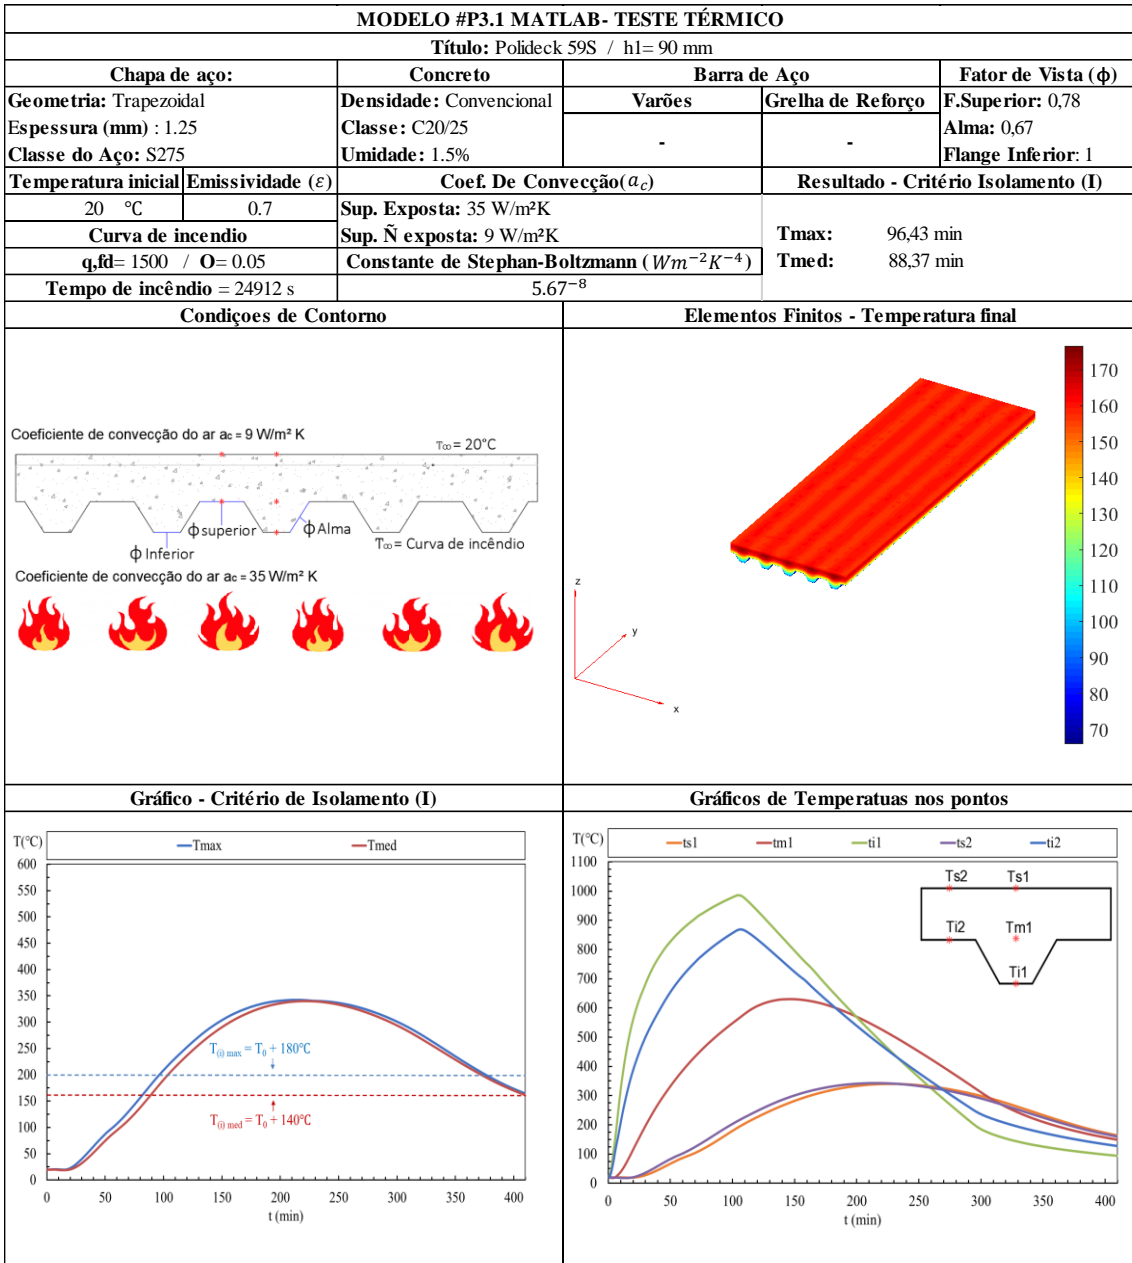 MODELO #P3.1 MATLAB- TESTE TÉRMICO
Título: Polideck 59S / h1= 90 mm
Chapa de aço:
Concreto
Barra de Aço
Fator de Vista (ϕ)
Geometria: Trapezoidal
Espessura (mm) : 1.25
Classe do Aço: S275
Densidade: Convencional
Classe: C20/25
Umidade: 1.5%
Varões
Grelha de Reforço
-
-
F.Superior: 0,78
Alma: 0,67
Flange Inferior: 1
Temperatura inicial
Emissividade (ε)
Coef. De Convecção(a_c)
Resultado - Critério Isolamento (I)
20 °C
0.7
Sup. Exposta: 35 W/m²K
Sup. Ñ exposta: 9 W/m²K
Curva de incendio
q,fd= 1500 / O= 0.05
Constante de Stephan-Boltzmann (Wm⁻²K⁻⁴)
Tempo de incêndio = 24912 s
5.67⁻⁸
Tmax: 96,43 min
Tmed: 88,37 min
Condiçoes de Contorno
Elementos Finitos - Temperatura final
Coeficiente de convecção do ar ac = 9 W/m² K
T∞ = 20°C
ϕ superior
ϕ Alma
ϕ Inferior
T∞ = Curva de incêndio
Coeficiente de convecção do ar ac = 35 W/m² K
z
y
x
170
160
150
140
130
120
110
100
90
80
70
Gráfico - Critério de Isolamento (I)
Gráficos de Temperatuas nos pontos
T(°C)
Tmax
Tmed
600
550
500
450
400
350
300
250
200
150
100
50
0
T(i) max = T0 + 180℃
T(i) med = T0 + 140℃
0 50 100 150 200 250 300 350 400
t (min)
T(°C)
ts1
tm1
ti1
ts2
ti2
1100
1000
900
800
700
600
500
400
300
200
100
0
Ts2
Ts1
Ti2
Tm1
Ti1
0 50 100 150 200 250 300 350 400
t (min)